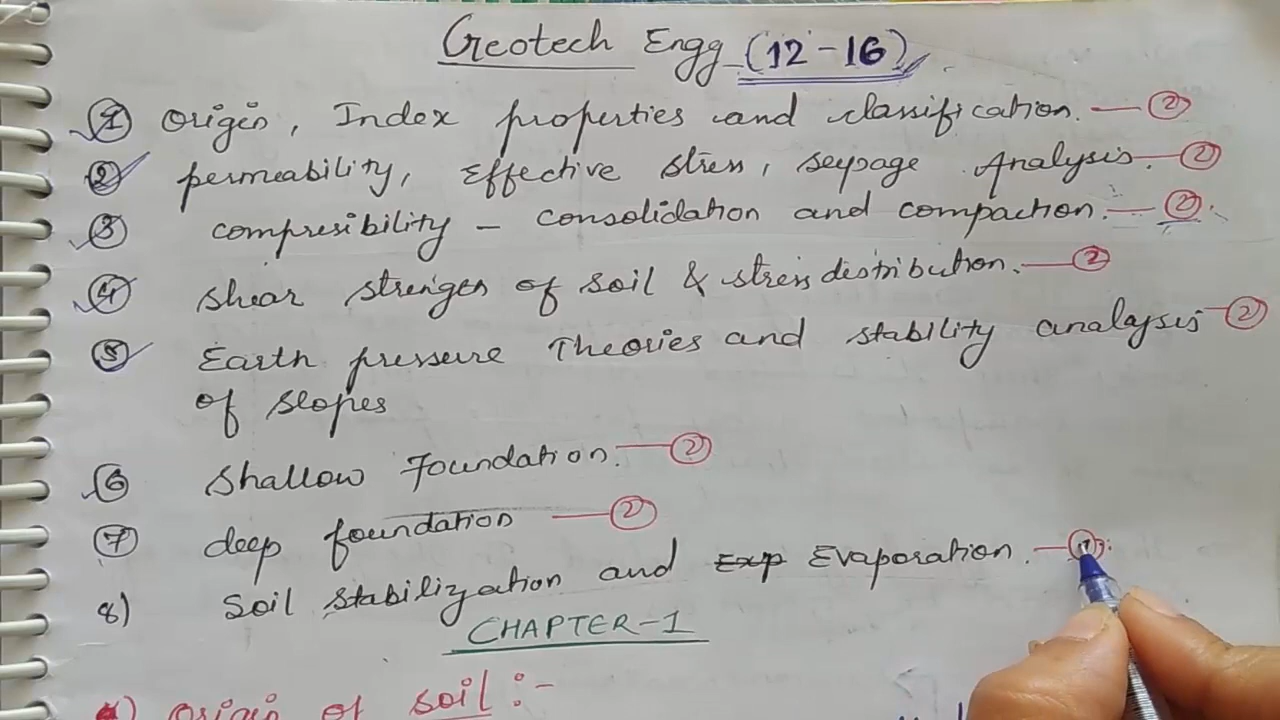 Geotech Engg (12-16)
1 Origin, Index properties and classification. — 2
2 permeability, Effective stress, seepage Analysis. — 2
3 compresibility - consolidation and compaction. — 2
4 shear strength of soil & stress distribution. — 2
5 Earth pressure Theories and stability analysis — 2
of slopes
6 shallow foundation. — 2
7 deep foundation — 2
8) Soil stabilization and Exp Evaporation. —
CHAPTER-1
origin of soil :-